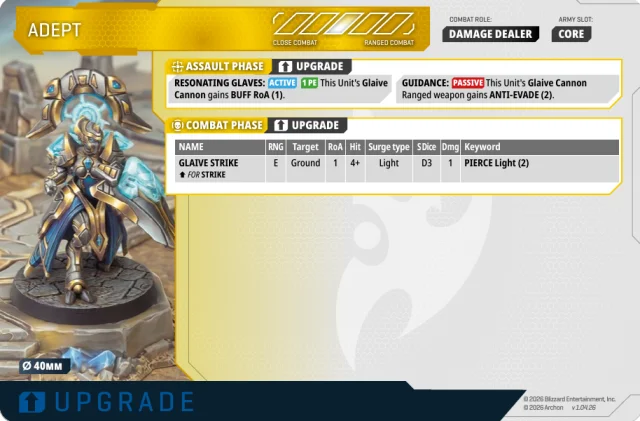 ADEPT
CLOSE COMBAT RANGED COMBAT
COMBAT ROLE:
DAMAGE DEALER
ARMY SLOT:
CORE
ASSAULT PHASE UPGRADE
RESONATING GLAVES: ACTIVE 1 PE This Unit's Glaive
Cannon gains BUFF RoA (1).
GUIDANCE: PASSIVE This Unit's Glaive Cannon
Ranged weapon gains ANTI-EVADE (2).
COMBAT PHASE UPGRADE
NAME RNG Target RoA Hit Surge type SDice Dmg Keyword
GLAIVE STRIKE E Ground 1 4+ Light D3 1 PIERCE Light (2)
FOR STRIKE
Ø 40MM
UPGRADE
© 2026 Blizzard Entertainment, Inc.
© 2026 Archon v 1.04.26